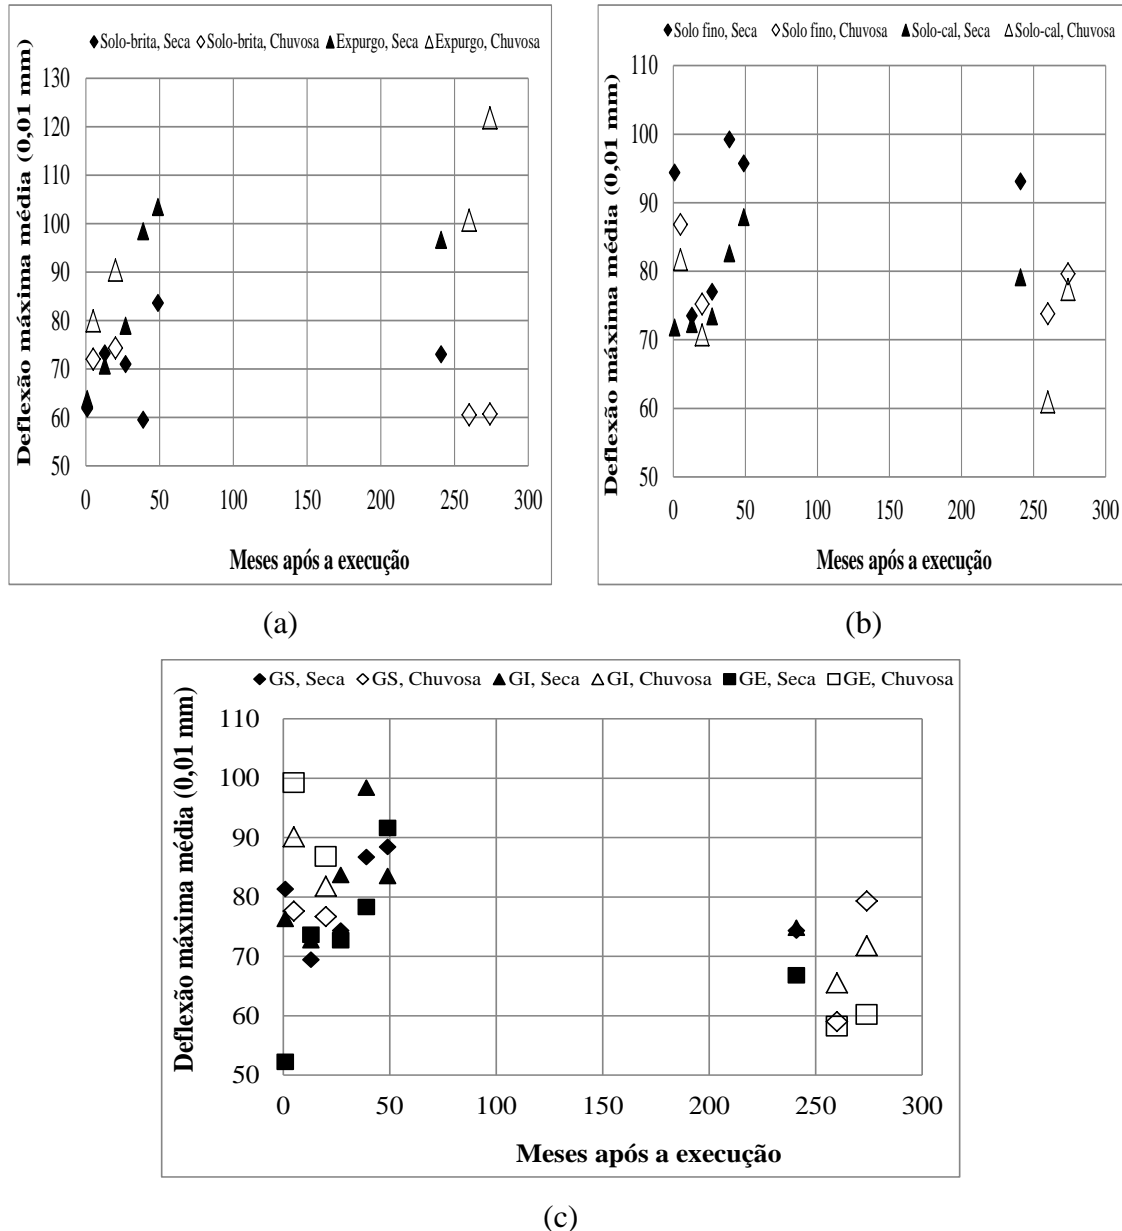 Solo-brita, Seca Solo-brita, Chuvosa Expurgo, Seca Expurgo, Chuvosa
Deflexão máxima média (0,01 mm)
130
120
110
100
90
80
70
60
50
0 50 100 150 200 250 300
Meses após a execução
(a)
Solo fino, Seca Solo fino, Chuvosa Solo-cal, Seca Solo-cal, Chuvosa
Deflexão máxima média (0,01 mm)
110
100
90
80
70
60
50
0 50 100 150 200 250 300
Meses após a execução
(b)
GS, Seca GS, Chuvosa GI, Seca GI, Chuvosa GE, Seca GE, Chuvosa
Deflexão máxima média (0,01 mm)
110
100
90
80
70
60
50
0 50 100 150 200 250 300
Meses após a execução
(c)